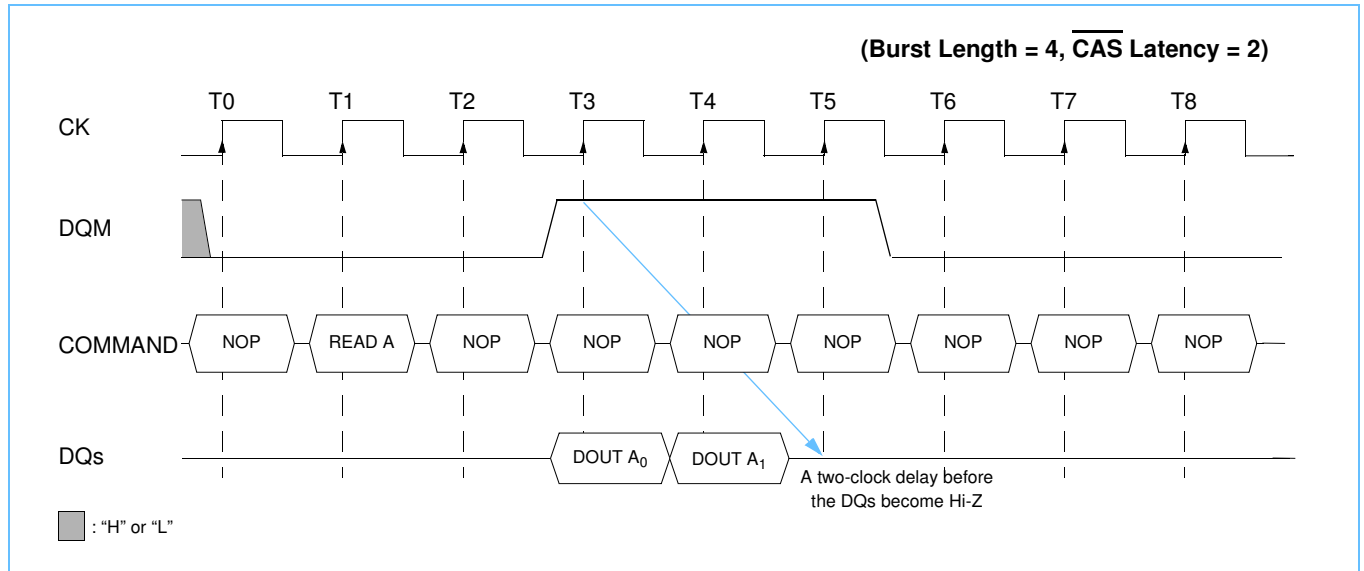 (Burst Length = 4, CAS Latency = 2)
T0 T1 T2 T3 T4 T5 T6 T7 T8
CK
DQM
COMMAND NOP READ A NOP NOP NOP NOP NOP NOP NOP
DQs DOUT A0 DOUT A1
A two-clock delay before
the DQs become Hi-Z
: “H” or “L”